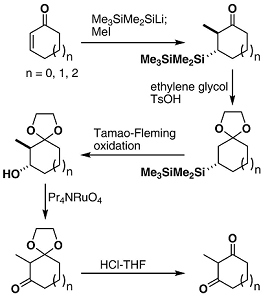 O
Me₃SiMe₂SiLi;
MeI
O
( )n
n = 0, 1, 2
Me₃SiMe₂Si
( )n
ethylene glycol
TsOH
O O
Tamao-Fleming
oxidation
O O
HO
( )n
Me₃SiMe₂Si
( )n
Pr₄NRuO₄
O O
HCl-THF
O
O
( )n
O
( )n